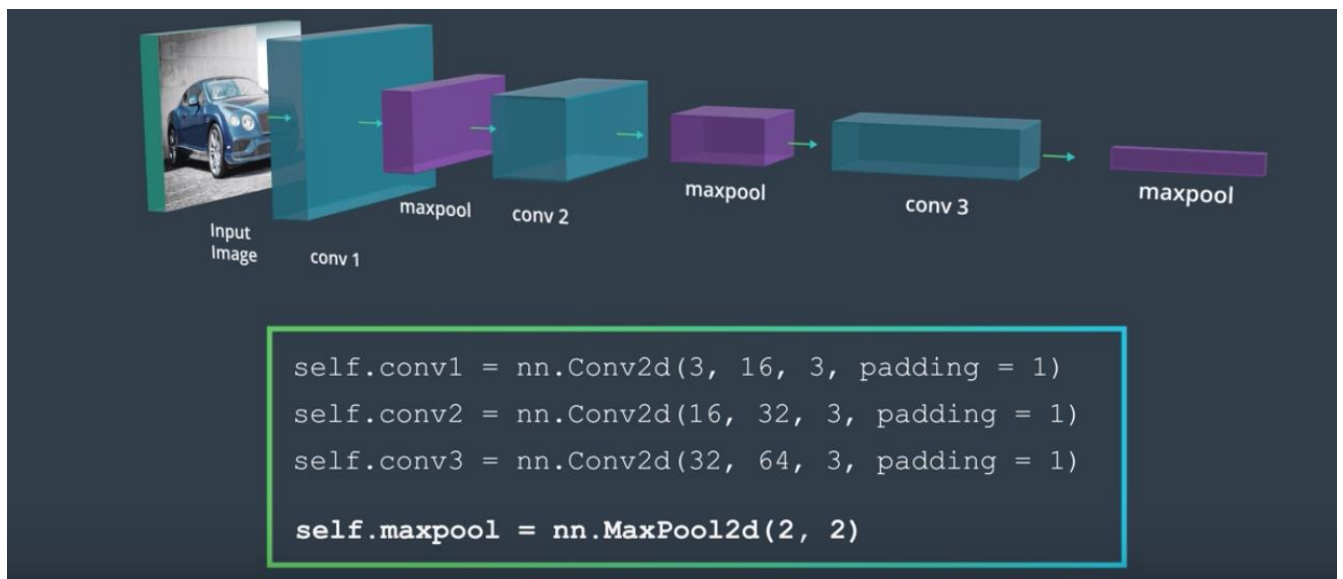 Input
Image
conv 1
maxpool
conv 2
maxpool
conv 3
maxpool
self.conv1 = nn.Conv2d(3, 16, 3, padding = 1)
self.conv2 = nn.Conv2d(16, 32, 3, padding = 1)
self.conv3 = nn.Conv2d(32, 64, 3, padding = 1)
self.maxpool = nn.MaxPool2d(2, 2)